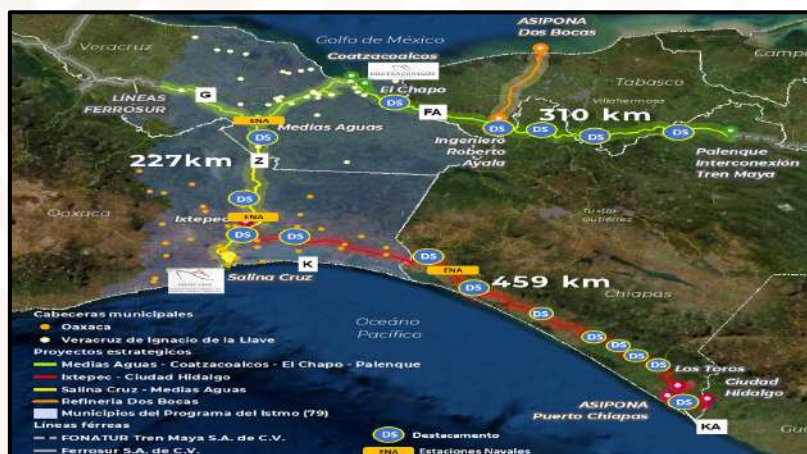 Veracruz
Golfo de México
Coatzacoalcos
ASIPONA
Dos Bocas
Camp
Tabasco
LÍNEAS
FERROSUR
G
El Chapo
DS
FA
Villahermosa
310 km
ENA
Medias Aguas
DS
DS
DS
DS
DS
Ingeniero
Roberto
Ayala
Palenque
Interconexión
Tren Maya
227km
Z
DS
Oaxaca
Ixtepec
ENA
Tuxtla
Gutiérrez
DS
DS
DS
K
Salina Cruz
ENA
459 km
DS
Chiapas
DS
Océano
Pacífico
DS
DS
DS
DS
Los Toros
Ciudad
Hidalgo
ASIPONA
Puerto Chiapas
DS
KA
Gu
Cabeceras municipales
Oaxaca
Veracruz de Ignacio de la Llave
Proyectos estrategicos
Medias Aguas - Coatzacoalcos - El Chapo - Palenque
Ixtepec - Ciudad Hidalgo
Salina Cruz - Medias Aguas
Refineria Dos Bocas
Municipios del Programa del Istmo (79)
Líneas férreas
FONATUR Tren Maya S.A. de C.V.
Ferrosur S.A. de C.V.
DS Destacamento
ENA Estaciones Navales